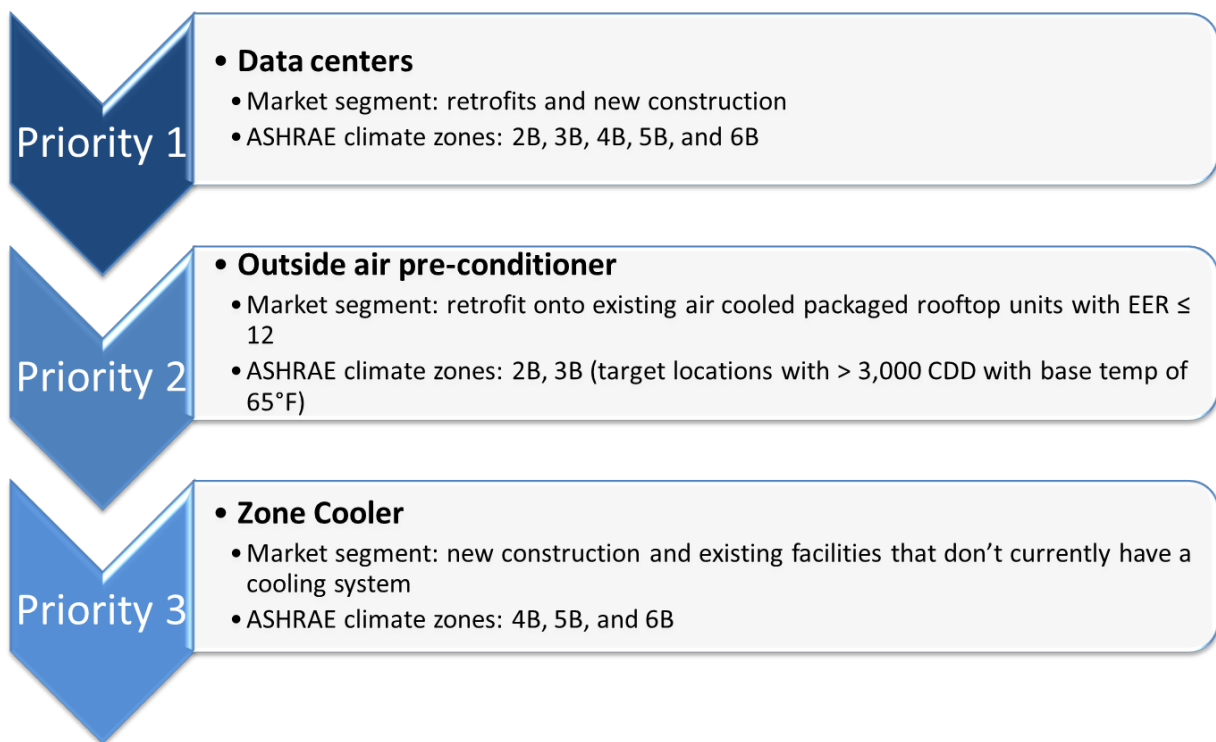 Priority 1
• Data centers
• Market segment: retrofits and new construction
• ASHRAE climate zones: 2B, 3B, 4B, 5B, and 6B
Priority 2
• Outside air pre-conditioner
• Market segment: retrofit onto existing air cooled packaged rooftop units with EER ≤
12
• ASHRAE climate zones: 2B, 3B (target locations with > 3,000 CDD with base temp of
65°F)
Priority 3
• Zone Cooler
• Market segment: new construction and existing facilities that don’t currently have a
cooling system
• ASHRAE climate zones: 4B, 5B, and 6B